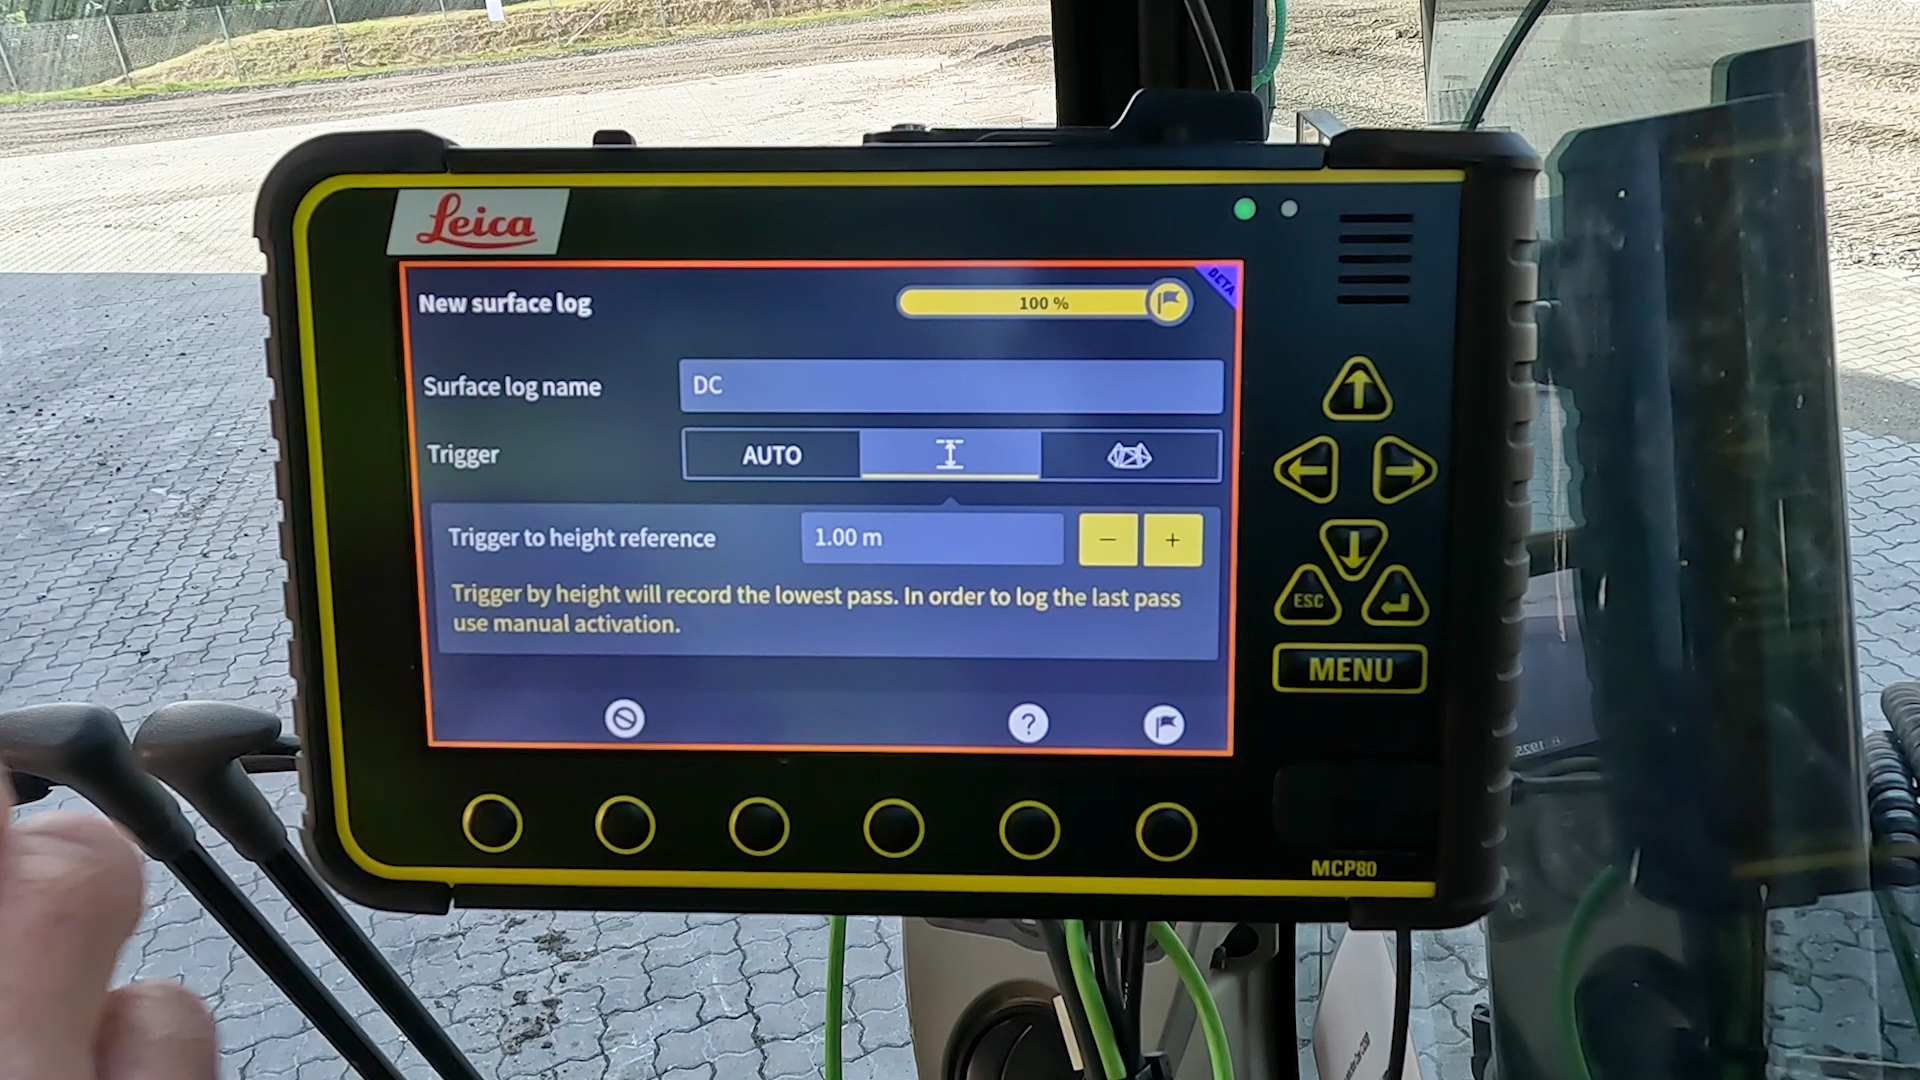 Leica
BETA
New surface log
100 %
Surface log name
DC
Trigger
AUTO
Trigger to height reference
1.00 m
−
+
Trigger by height will record the lowest pass. In order to log the last pass
use manual activation.
?
ESC
MENU
MCP80